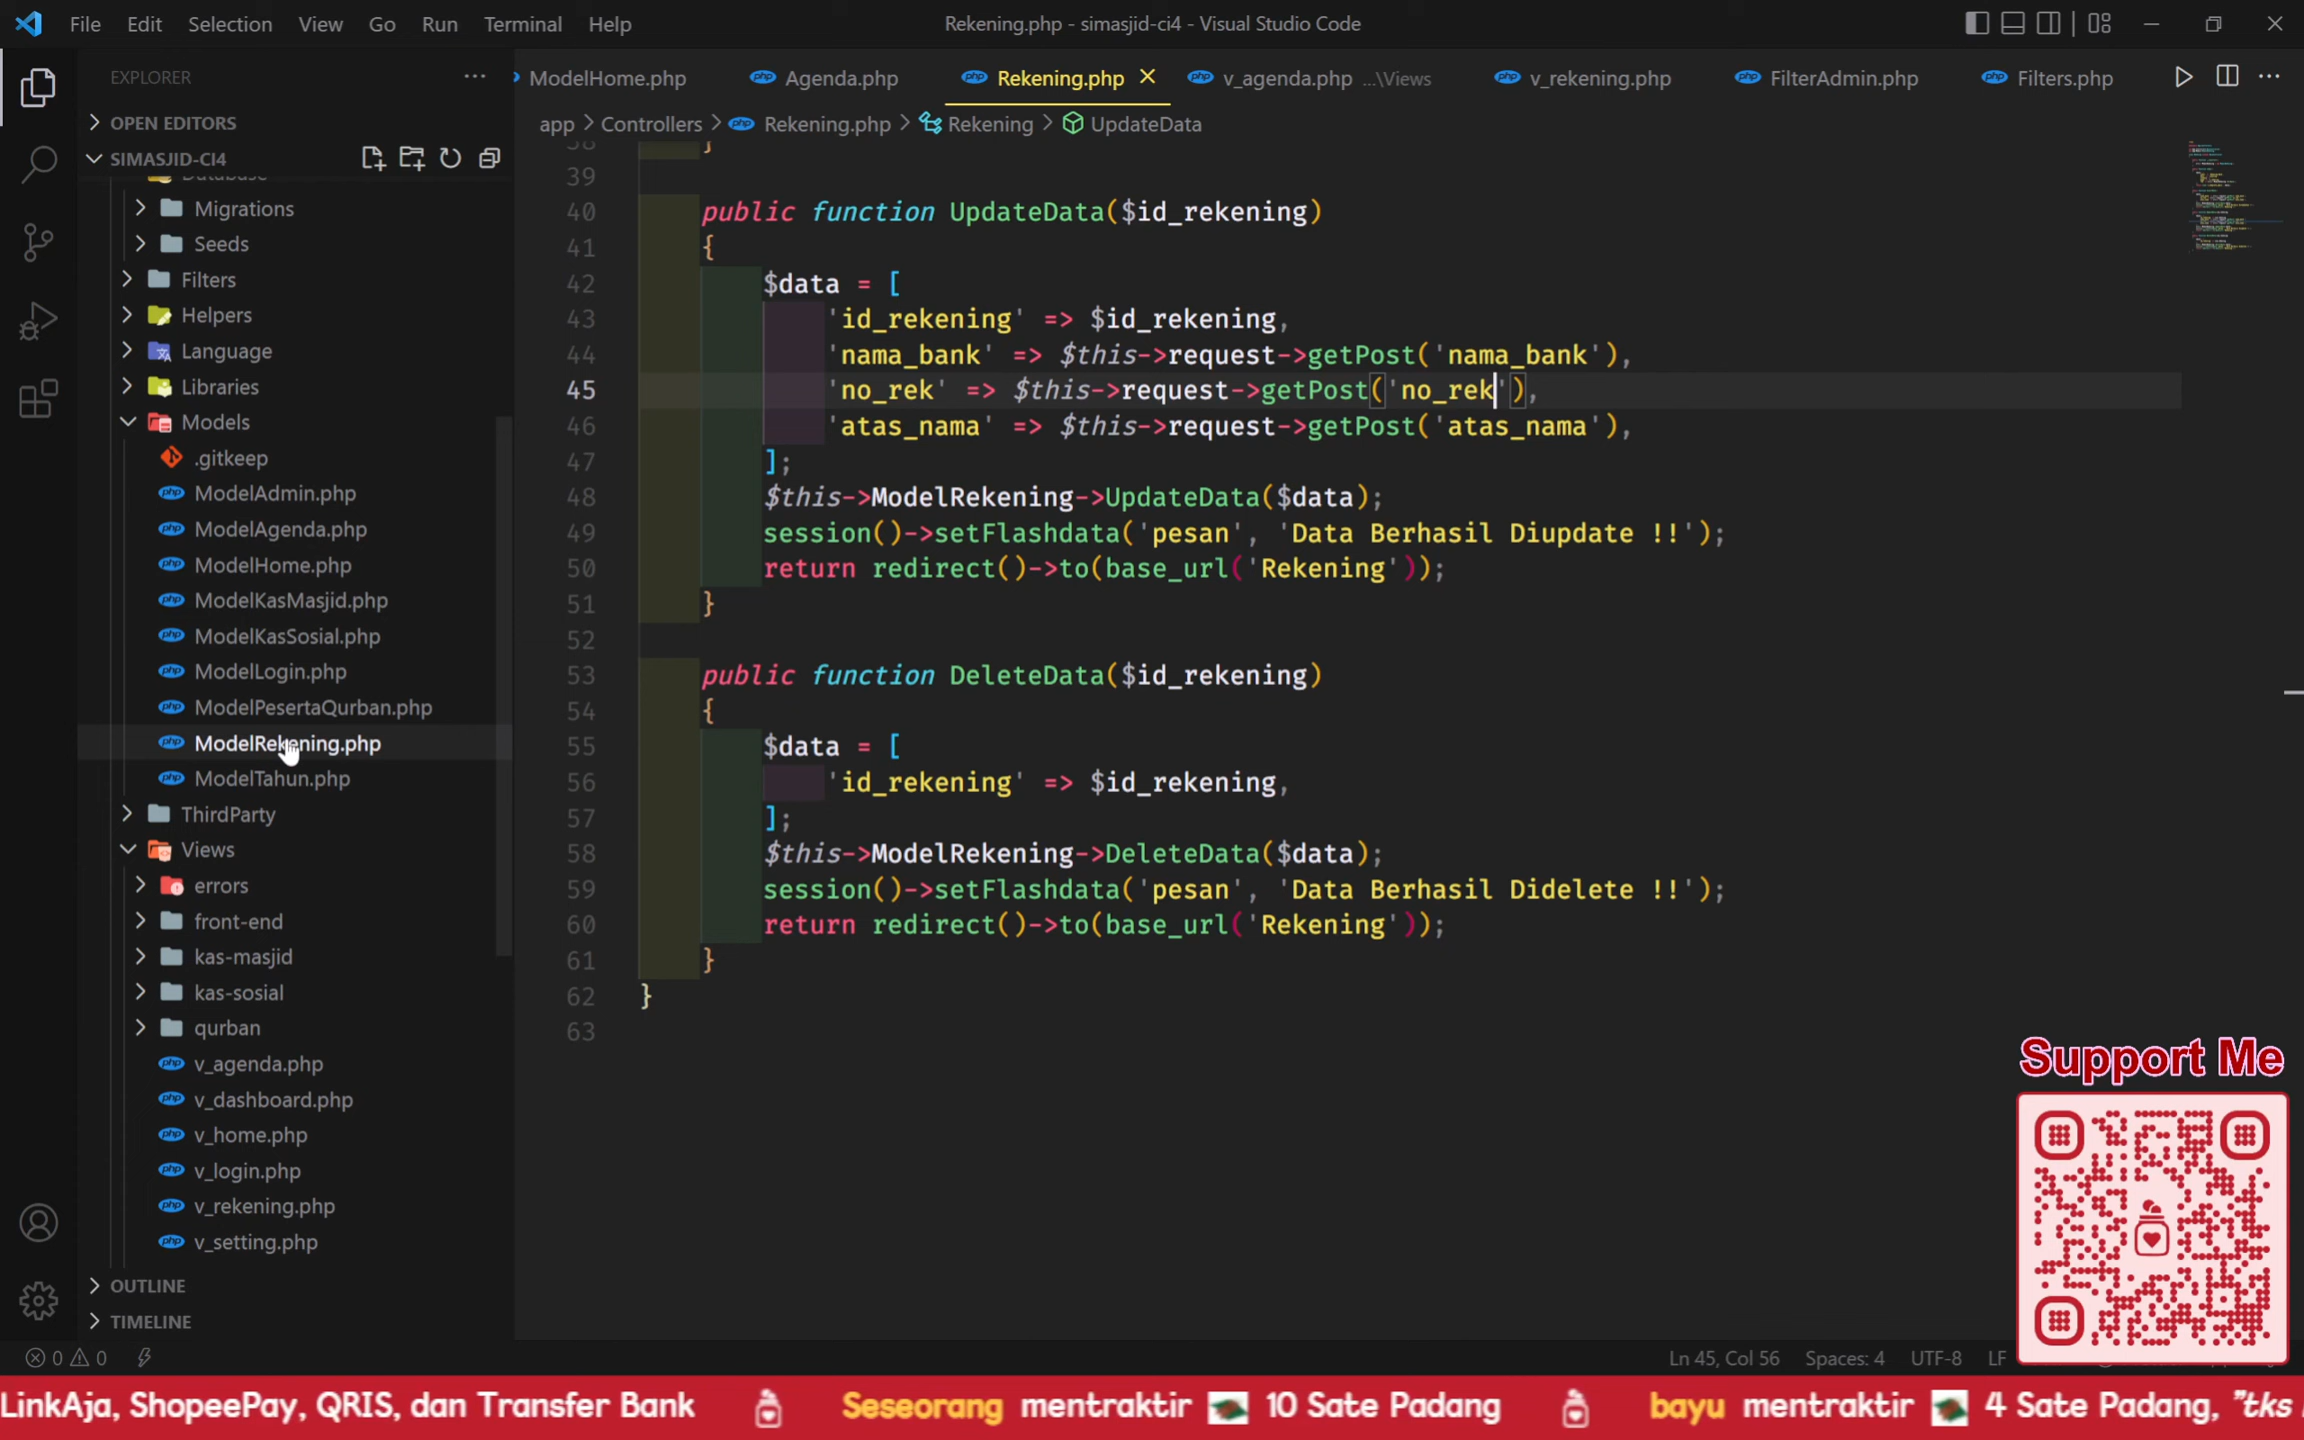 File Edit Selection View Go Run Terminal Help Rekening.php - simasjid-ci4 - Visual Studio Code
EXPLORER
ModelHome.php Agenda.php Rekening.php v_agenda.php ...\Views v_rekening.php FilterAdmin.php Filters.php
OPEN EDITORS
app > Controllers > Rekening.php > Rekening > UpdateData
SIMASJID-CI4
Database
Migrations
Seeds
Filters
Helpers
Language
Libraries
Models
.gitkeep
ModelAdmin.php
ModelAgenda.php
ModelHome.php
ModelKasMasjid.php
ModelKasSosial.php
ModelLogin.php
ModelPesertaQurban.php
ModelRekening.php
ModelTahun.php
ThirdParty
Views
errors
front-end
kas-masjid
kas-sosial
qurban
v_agenda.php
v_dashboard.php
v_home.php
v_login.php
v_rekening.php
v_setting.php
OUTLINE
TIMELINE
38 }
39
40 public function UpdateData($id_rekening)
41 {
42 $data = [
43 'id_rekening' => $id_rekening,
44 'nama_bank' => $this->request->getPost('nama_bank'),
45 'no_rek' => $this->request->getPost('no_rek'),
46 'atas_nama' => $this->request->getPost('atas_nama'),
47 ];
48 $this->ModelRekening->UpdateData($data);
49 session()->setFlashdata('pesan', 'Data Berhasil Diupdate !!');
50 return redirect()->to(base_url('Rekening'));
51 }
52
53 public function DeleteData($id_rekening)
54 {
55 $data = [
56 'id_rekening' => $id_rekening,
57 ];
58 $this->ModelRekening->DeleteData($data);
59 session()->setFlashdata('pesan', 'Data Berhasil Didelete !!');
60 return redirect()->to(base_url('Rekening'));
61 }
62 }
63
Support Me
0 0 Ln 45, Col 56 Spaces: 4 UTF-8 LF
LinkAja, ShopeePay, QRIS, dan Transfer Bank Seseorang mentraktir 10 Sate Padang bayu mentraktir 4 Sate Padang, "tks